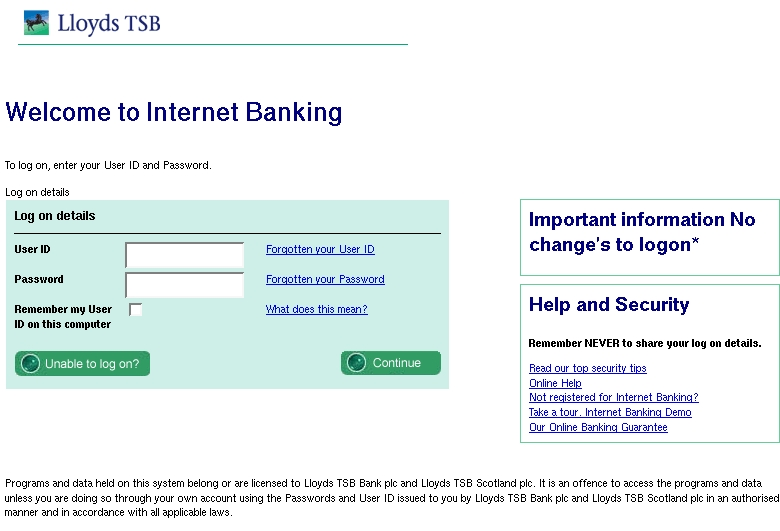 Lloyds TSB
Welcome to Internet Banking
To log on, enter your User ID and Password.
Log on details
Log on details
User ID
Forgotten your User ID
Password
Forgotten your Password
Remember my User
ID on this computer
What does this mean?
Unable to log on?
Continue
Important information No
change's to logon*
Help and Security
Remember NEVER to share your log on details.
Read our top security tips
Online Help
Not registered for Internet Banking?
Take a tour. Internet Banking Demo
Our Online Banking Guarantee
Programs and data held on this system belong or are licensed to Lloyds TSB Bank plc and Lloyds TSB Scotland plc. It is an offence to access the programs and data
unless you are doing so through your own account using the Passwords and User ID issued to you by Lloyds TSB Bank plc and Lloyds TSB Scotland plc in an authorised
manner and in accordance with all applicable laws.